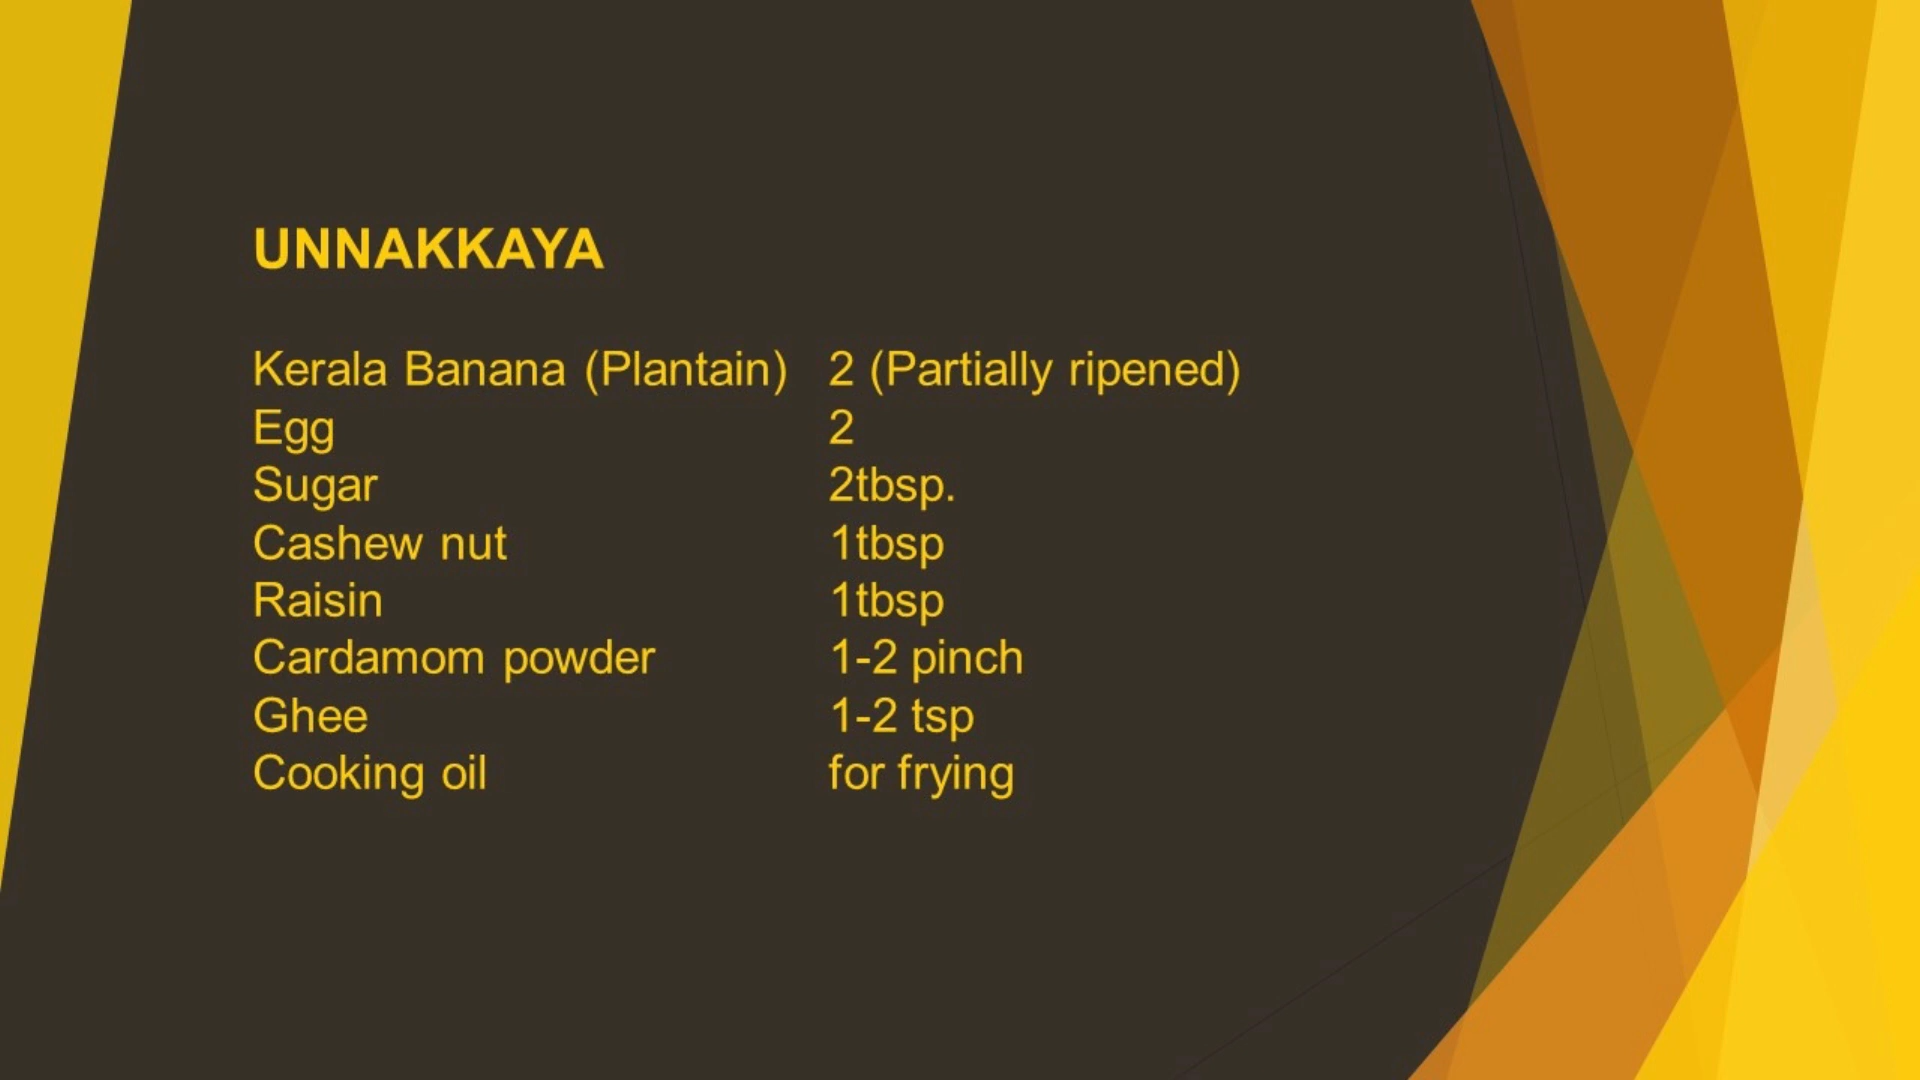 UNNAKKAYA
Kerala Banana (Plantain) 2 (Partially ripened)
Egg 2
Sugar 2tbsp.
Cashew nut 1tbsp
Raisin 1tbsp
Cardamom powder 1-2 pinch
Ghee 1-2 tsp
Cooking oil for frying